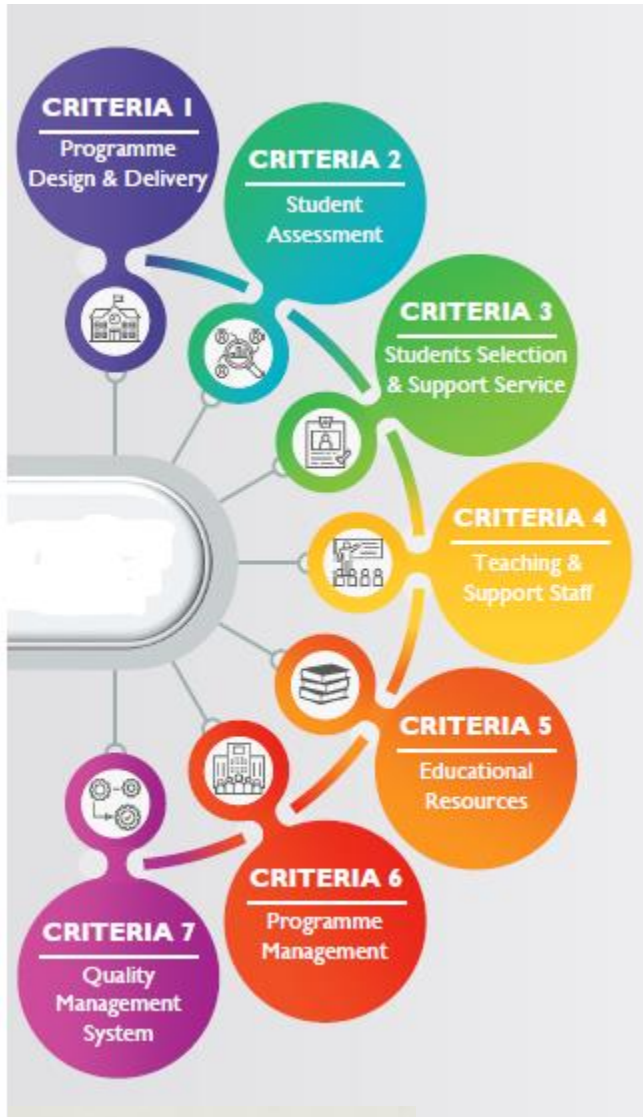 CRITERIA 1
Programme
Design & Delivery
CRITERIA 2
Student
Assessment
CRITERIA 3
Students Selection
& Support Service
CRITERIA 4
Teaching &
Support Staff
CRITERIA 5
Educational
Resources
CRITERIA 6
Programme
Management
CRITERIA 7
Quality
Management
System